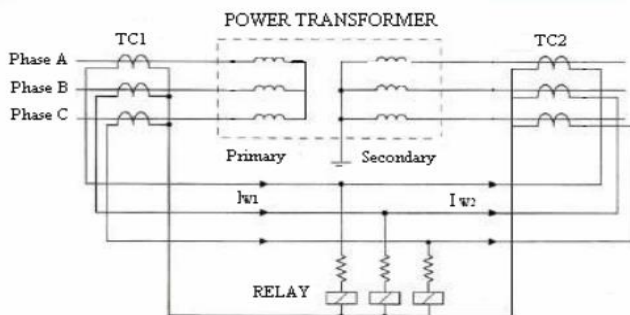 POWER TRANSFORMER
TC1
TC2
Phase A
Phase B
Phase C
Primary
Secondary
IW1
I W2
RELAY